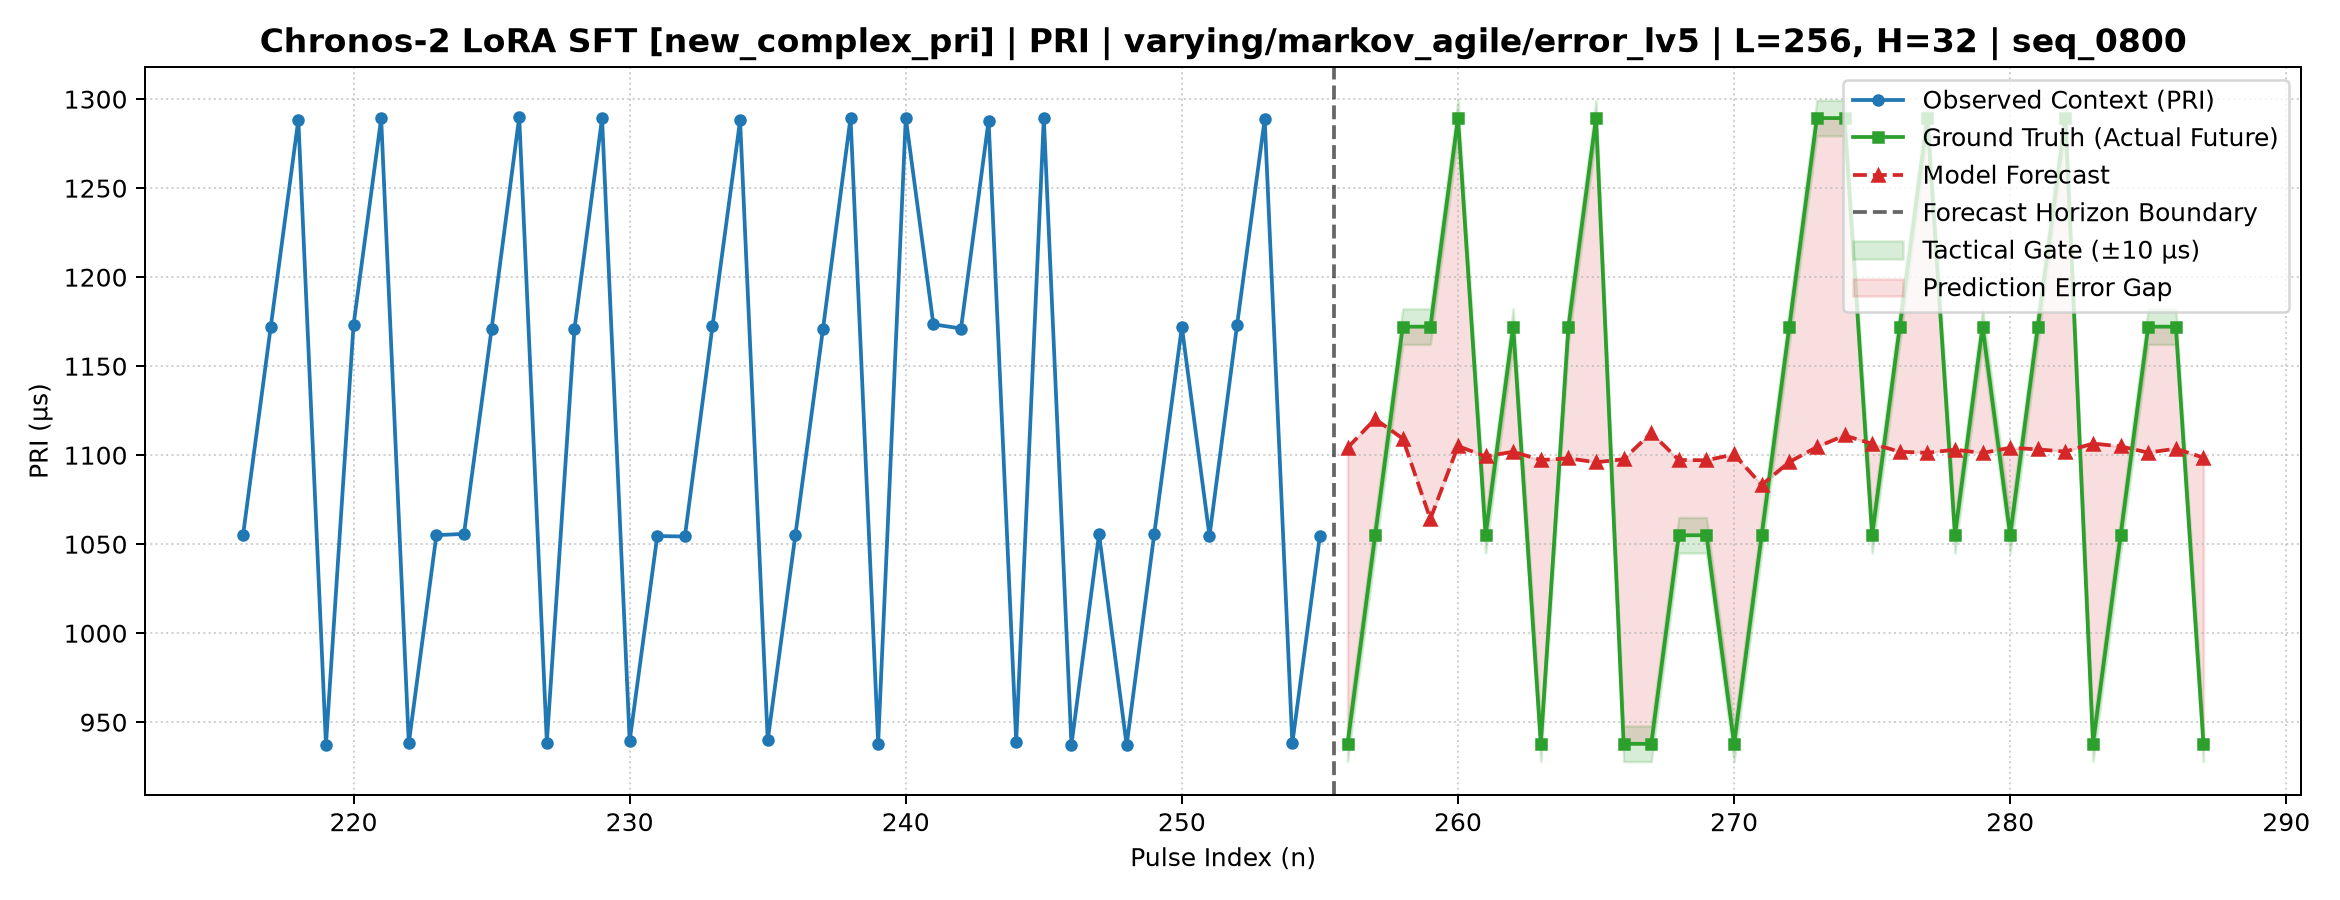 Chronos-2 LoRA SFT [new_complex_pri] | PRI | varying/markov_agile/error_lv5 | L=256, H=32 | seq_0800
PRI (µs)
1300
1250
1200
1150
1100
1050
1000
950
Observed Context (PRI)
Ground Truth (Actual Future)
Model Forecast
Forecast Horizon Boundary
Tactical Gate (±10 µs)
Prediction Error Gap
220 230 240 250 260 270 280 290
Pulse Index (n)